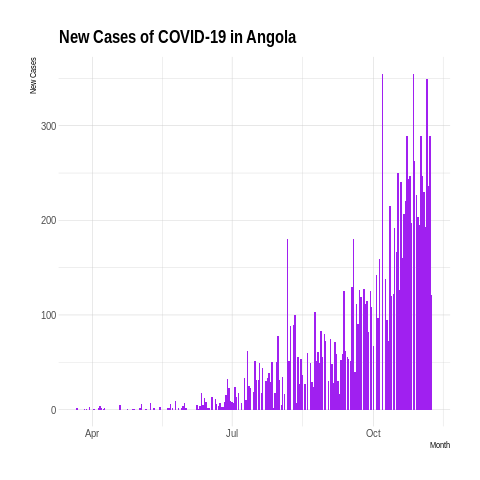 New Cases of COVID-19 in Angola
New Cases
300
200
100
0
Apr
Jul
Oct
Month